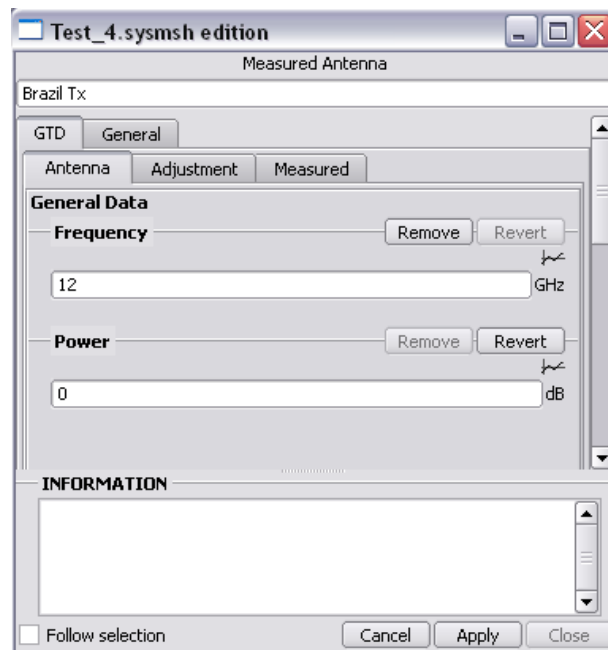 Test_4.sysmsh edition
Measured Antenna
Brazil Tx
GTD General
Antenna Adjustment Measured
General Data
Frequency Remove Revert
12 GHz
Power Remove Revert
0 dB
INFORMATION
Follow selection Cancel Apply Close